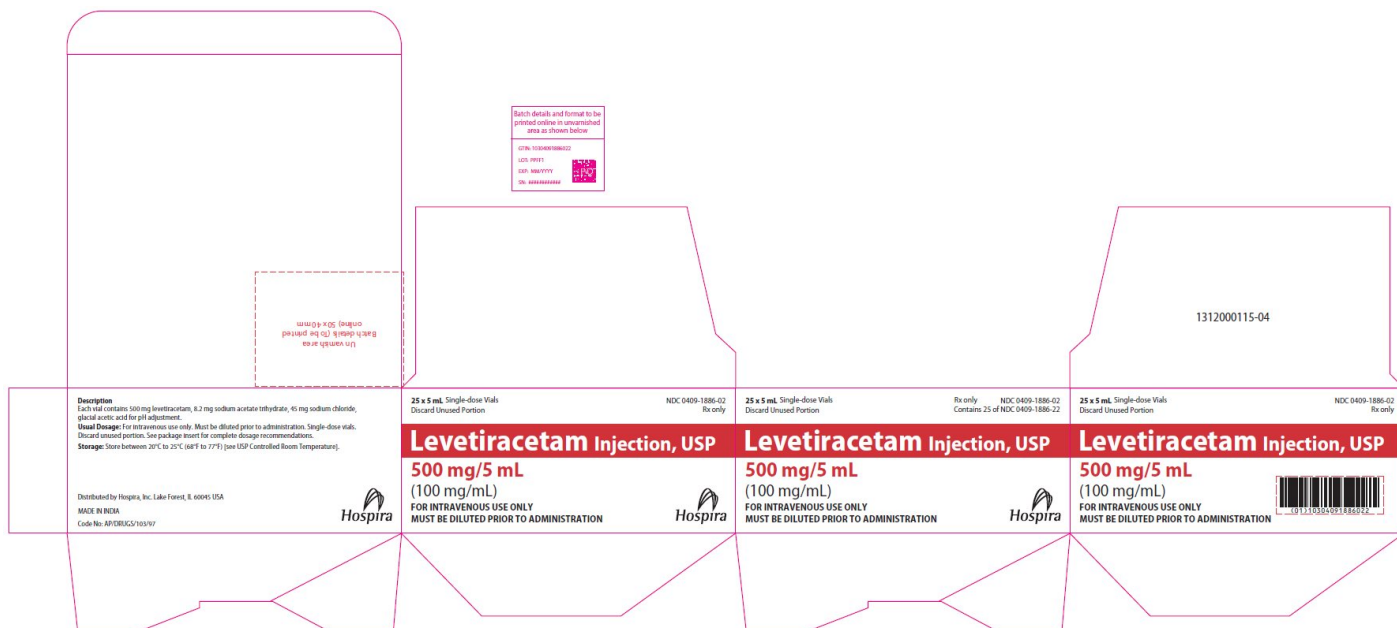 Batch details and format to be
printed online in unvarnished
area as shown below
GTIN: 10304091886022
EXP: MM/YYYY
SN: ############
Un varnish area
Batch details (To be printed
online) 50 x 40 mm
1312000115-04
Description
Each vial contains 500 mg levetiracetam, 8.2 mg sodium acetate trihydrate, 45 mg sodium chloride,
glacial acetic acid for pH adjustment.
Usual Dosage: For intravenous use only. Must be diluted prior to administration. Single-dose vials.
Discard unused portion. See package insert for complete dosage recommendations.
Storage: Store between 20°C to 25°C (68°F to 77°F) [see USP Controlled Room Temperature].
Distributed by Hospira, Inc. Lake Forest, IL 60045 USA
MADE IN INDIA
Code No: AP/DRUGS/103/97
Hospira
25 x 5 mL Single-dose Vials NDC 0409-1886-02
Discard Unused Portion Rx only
Levetiracetam Injection, USP
500 mg/5 mL
(100 mg/mL)
FOR INTRAVENOUS USE ONLY
MUST BE DILUTED PRIOR TO ADMINISTRATION
Hospira
25 x 5 mL Single-dose Vials Rx only NDC 0409-1886-02
Discard Unused Portion Contains 25 of NDC 0409-1886-22
Levetiracetam Injection, USP
500 mg/5 mL
(100 mg/mL)
FOR INTRAVENOUS USE ONLY
MUST BE DILUTED PRIOR TO ADMINISTRATION
Hospira
25 x 5 mL Single-dose Vials NDC 0409-1886-02
Discard Unused Portion Rx only
Levetiracetam Injection, USP
500 mg/5 mL
(100 mg/mL)
FOR INTRAVENOUS USE ONLY
MUST BE DILUTED PRIOR TO ADMINISTRATION
(01)10304091886022